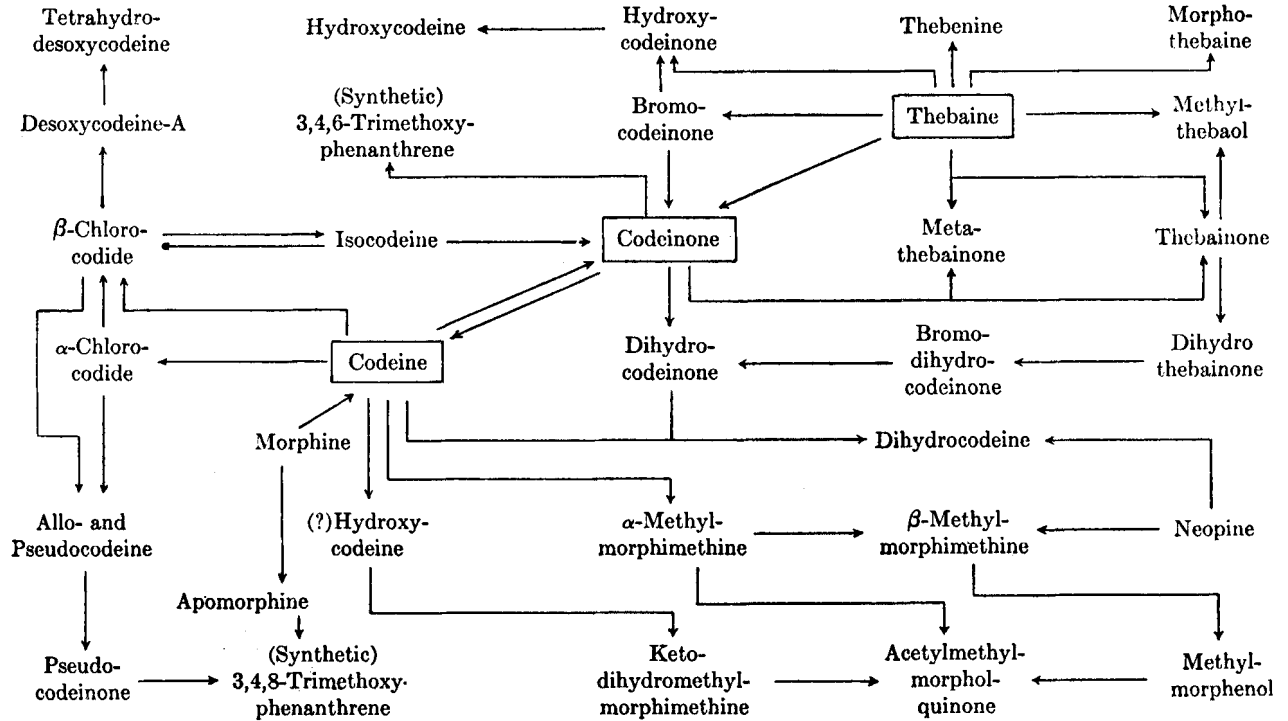 Tetrahydro-
desoxycodeine
Hydroxycodeine
Hydroxy-
codeinone
Thebenine
Morpho-
thebaine
Desoxycodeine-A
(Synthetic)
3,4,6-Trimethoxy-
phenanthrene
Bromo-
codeinone
Thebaine
Methyl-
thebaol
β-Chloro-
codide
Isocodeine
Codeinone
Meta-
thebainone
Thebainone
α-Chloro-
codide
Codeine
Dihydro-
codeinone
Bromo-
dihydro-
codeinone
Dihydro
thebainone
Morphine
Dihydrocodeine
Allo- and
Pseudocodeine
(?)Hydroxy-
codeine
α-Methyl-
morphimethine
β-Methyl-
morphimethine
Neopine
Apomorphine
Pseudo-
codeinone
(Synthetic)
3,4,8-Trimethoxy-
phenanthrene
Keto-
dihydromethyl-
morphimethine
Acetylmethyl-
morphol-
quinone
Methyl-
morphenol